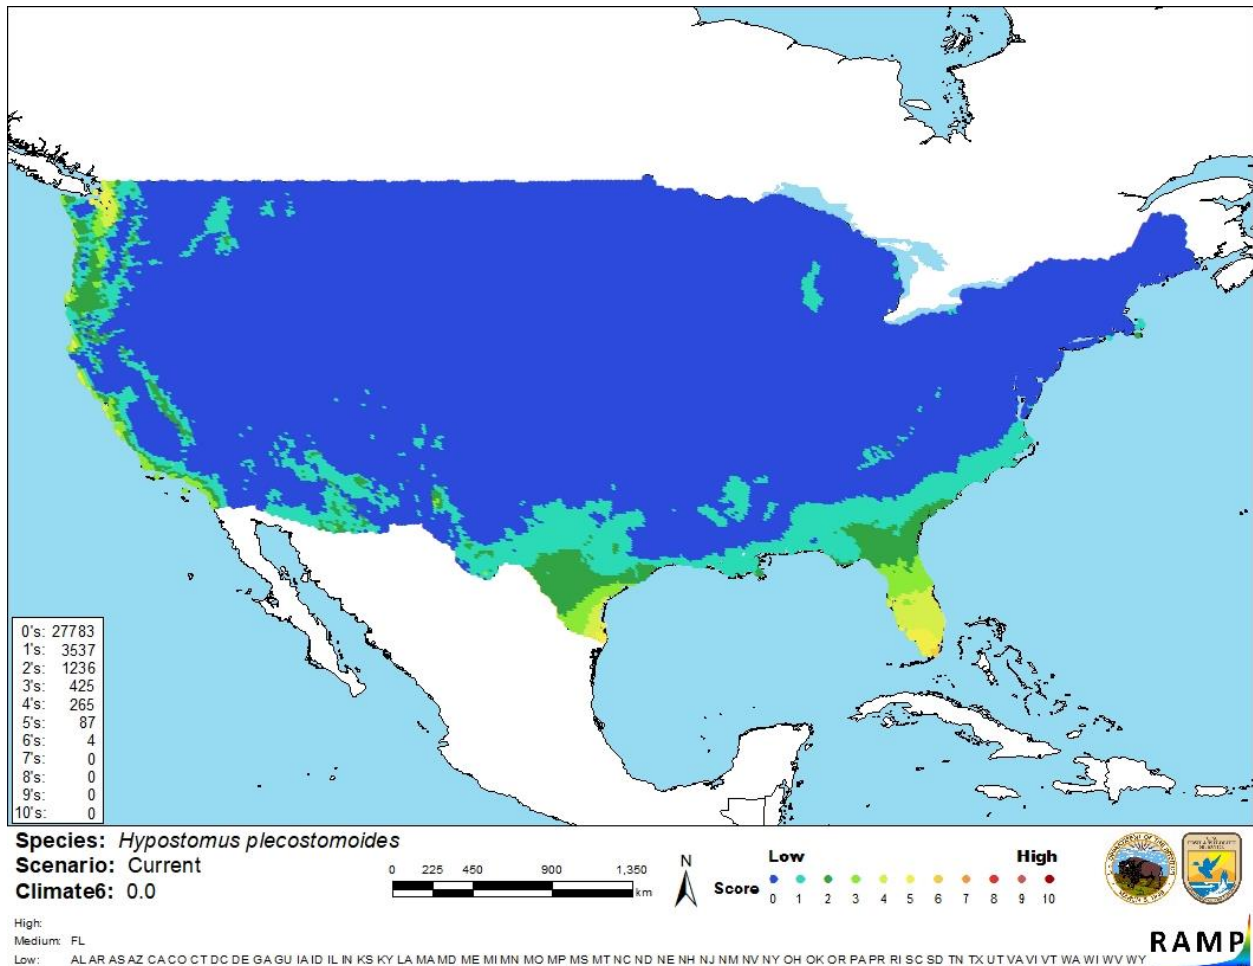 0's: 27783
1's: 3537
2's: 1236
3's: 425
4's: 265
5's: 87
6's: 4
7's: 0
8's: 0
9's: 0
10's: 0
Species: Hypostomus plecostomoides
Scenario: Current
Climate6: 0.0
0 225 450 900 1,350
km
N
Low High
Score
0 1 2 3 4 5 6 7 8 9 10
High:
Medium: FL
Low: AL AR AS AZ CA CO CT DC DE GA GU IA ID IL IN KS KY LA MA MD ME MI MN MO MP MS MT NC ND NE NH NJ NM NV NY OH OK OR PA PR RI SC SD TN TX UT VA VI VT WA WI WV WY
RAMP